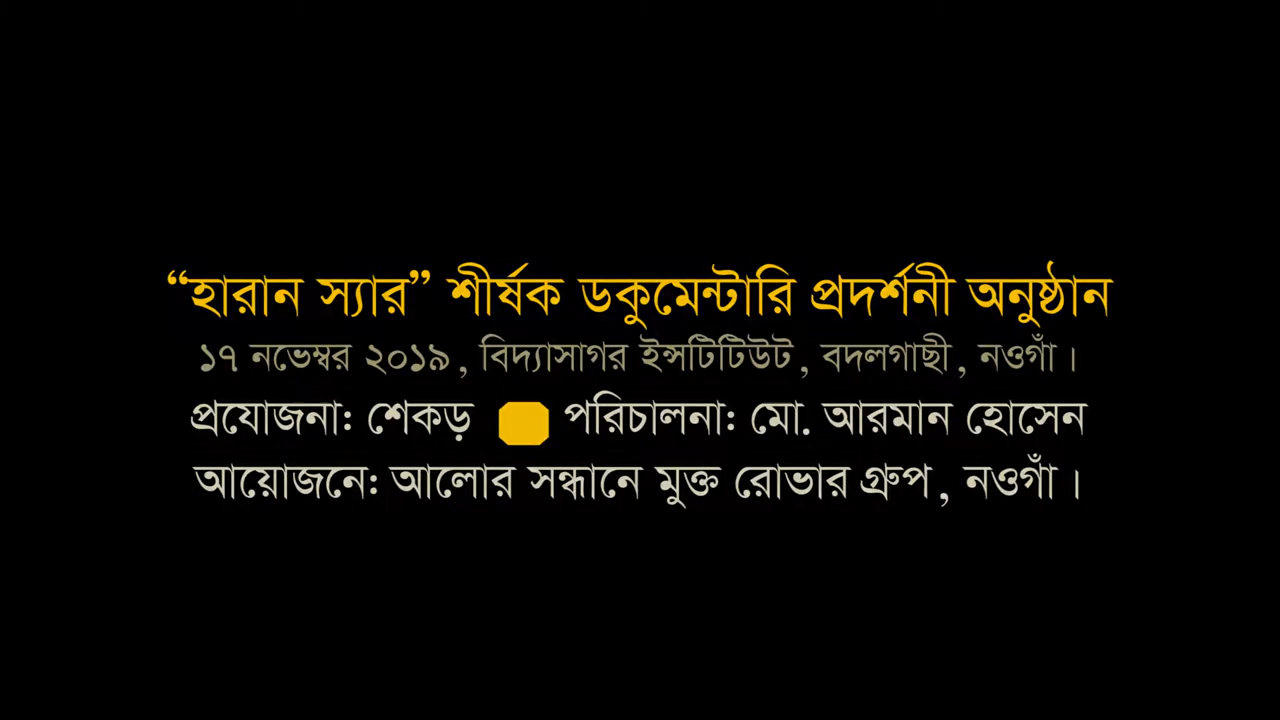 “হারান স্যার” শীর্ষক ডকুমেন্টারি প্রদর্শনী অনুষ্ঠান
১৭ নভেম্বর ২০১৯, বিদ্যাসাগর ইন্সটিটিউট, বদলগাছী, নওগাঁ।
প্রযোজনা: শেকড় পরিচালনা: মো. আরমান হোসেন
আয়োজনে: আলোর সন্ধানে মুক্ত রোভার গ্রুপ, নওগাঁ।